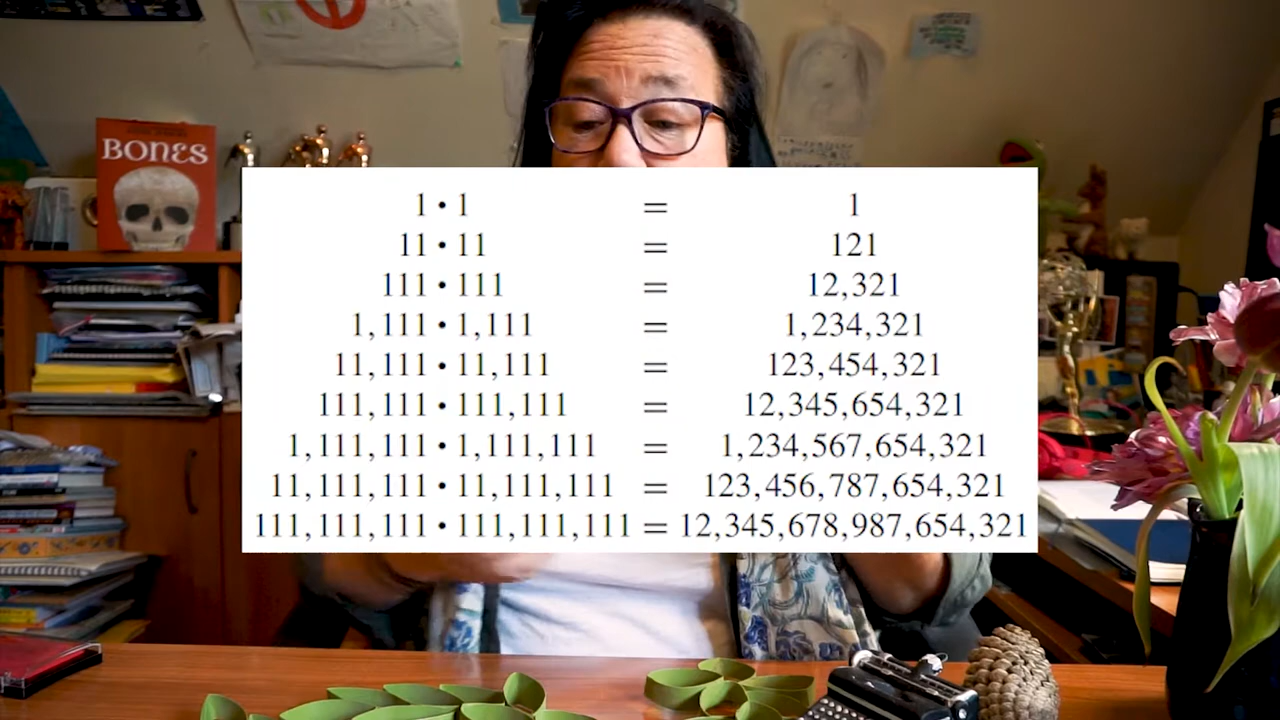 BONES
1 • 1 = 1
11 • 11 = 121
111 • 111 = 12,321
1,111 • 1,111 = 1,234,321
11,111 • 11,111 = 123,454,321
111,111 • 111,111 = 12,345,654,321
1,111,111 • 1,111,111 = 1,234,567,654,321
11,111,111 • 11,111,111 = 123,456,787,654,321
111,111,111 • 111,111,111 = 12,345,678,987,654,321